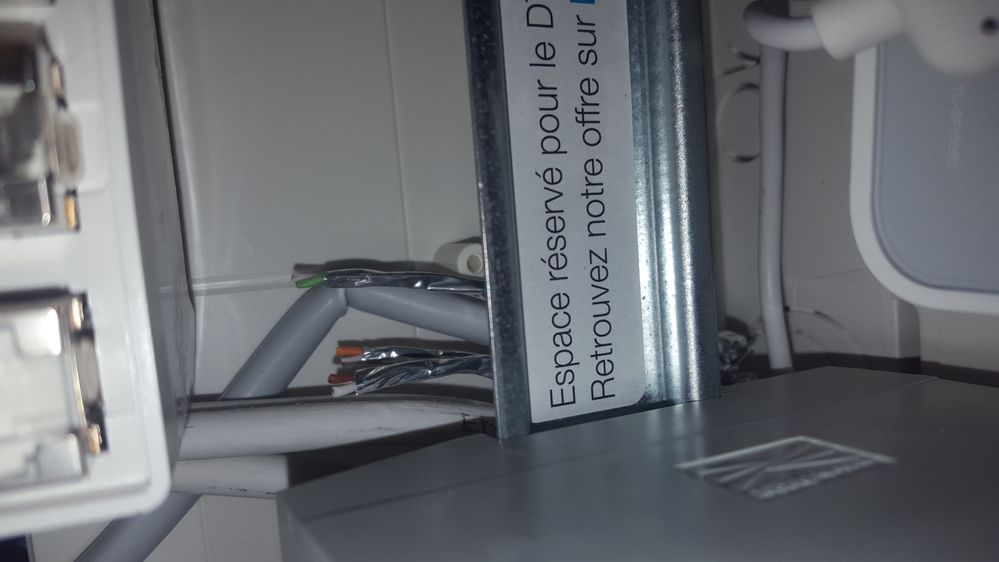 Espace réservé pour le D
Retrouvez notre offre sur